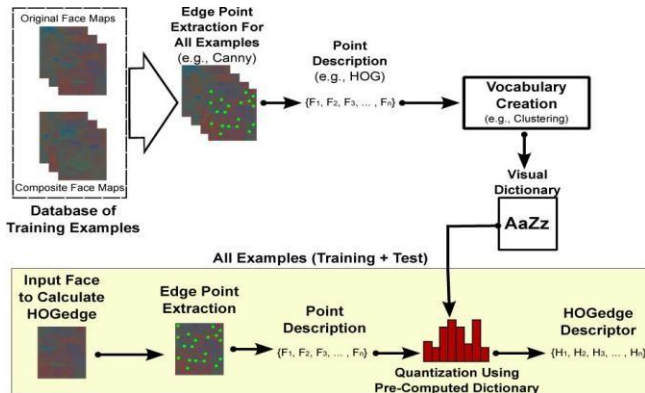 Original Face Maps
Composite Face Maps
Database of
Training Examples
Edge Point
Extraction For
All Examples
(e.g., Canny)
Point
Description
(e.g., HOG)
{F₁, F₂, F₃, ... , Fₙ}
Vocabulary
Creation
(e.g., Clustering)
Visual
Dictionary
AaZz
All Examples (Training + Test)
Input Face
to Calculate
HOGedge
Edge Point
Extraction
Point
Description
{F₁, F₂, F₃, ... , Fₙ}
Quantization Using
Pre-Computed Dictionary
HOGedge
Descriptor
{H₁, H₂, H₃, ... , Hₙ}